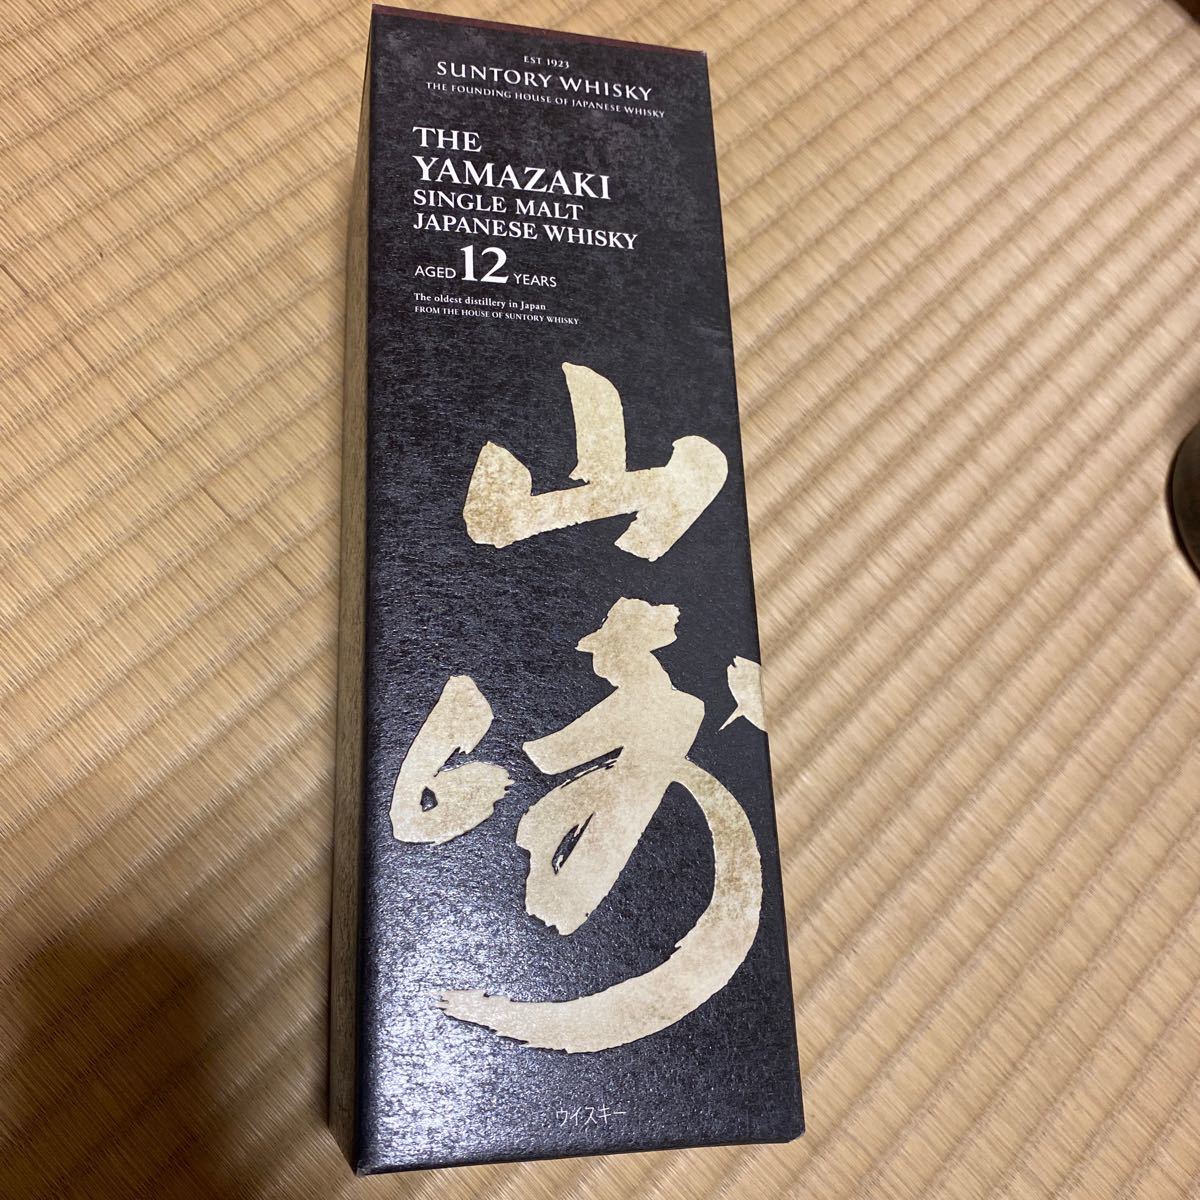 EST 1923
SUNTORY WHISKY
THE FOUNDING HOUSE OF JAPANESE WHISKY
THE
YAMAZAKI
SINGLE MALT
JAPANESE WHISKY
AGED 12 YEARS
The oldest distillery in Japan
FROM THE HOUSE OF SUNTORY WHISKY
山
崎
ウイスキー